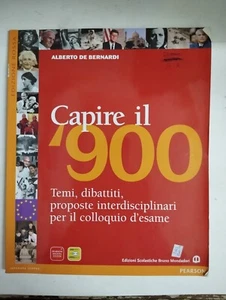 ALBERTO DE BERNARDI
Capire il
'900
Temi, dibattiti,
proposte interdisciplinari
per il colloquio d'esame
Edizioni Scolastiche Bruno Mondadori
PEARSON